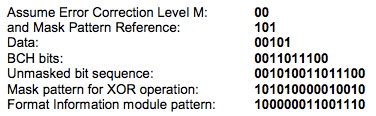 Assume Error Correction Level M: 00
and Mask Pattern Reference: 101
Data: 00101
BCH bits: 0011011100
Unmasked bit sequence: 001010011011100
Mask pattern for XOR operation: 101010000010010
Format Information module pattern: 100000011001110